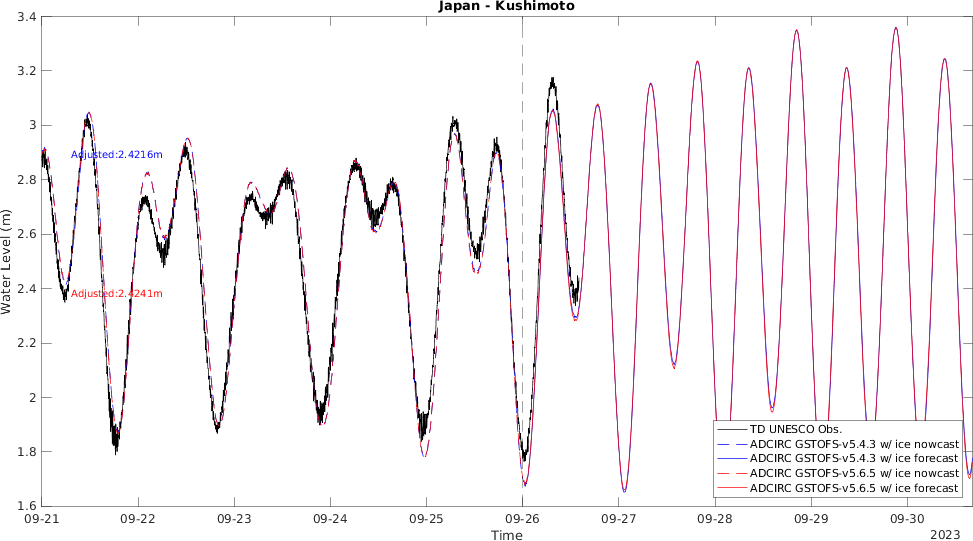 Japan - Kushimoto
Water Level (m)
3.4
3.2
3
2.8
2.6
2.4
2.2
2
1.8
1.6
Adjusted:2.4216m
Adjusted:2.4241m
TD UNESCO Obs.
ADCIRC GSTOFS-v5.4.3 w/ ice nowcast
ADCIRC GSTOFS-v5.4.3 w/ ice forecast
ADCIRC GSTOFS-v5.6.5 w/ ice nowcast
ADCIRC GSTOFS-v5.6.5 w/ ice forecast
09-21 09-22 09-23 09-24 09-25 09-26 09-27 09-28 09-29 09-30
Time
2023